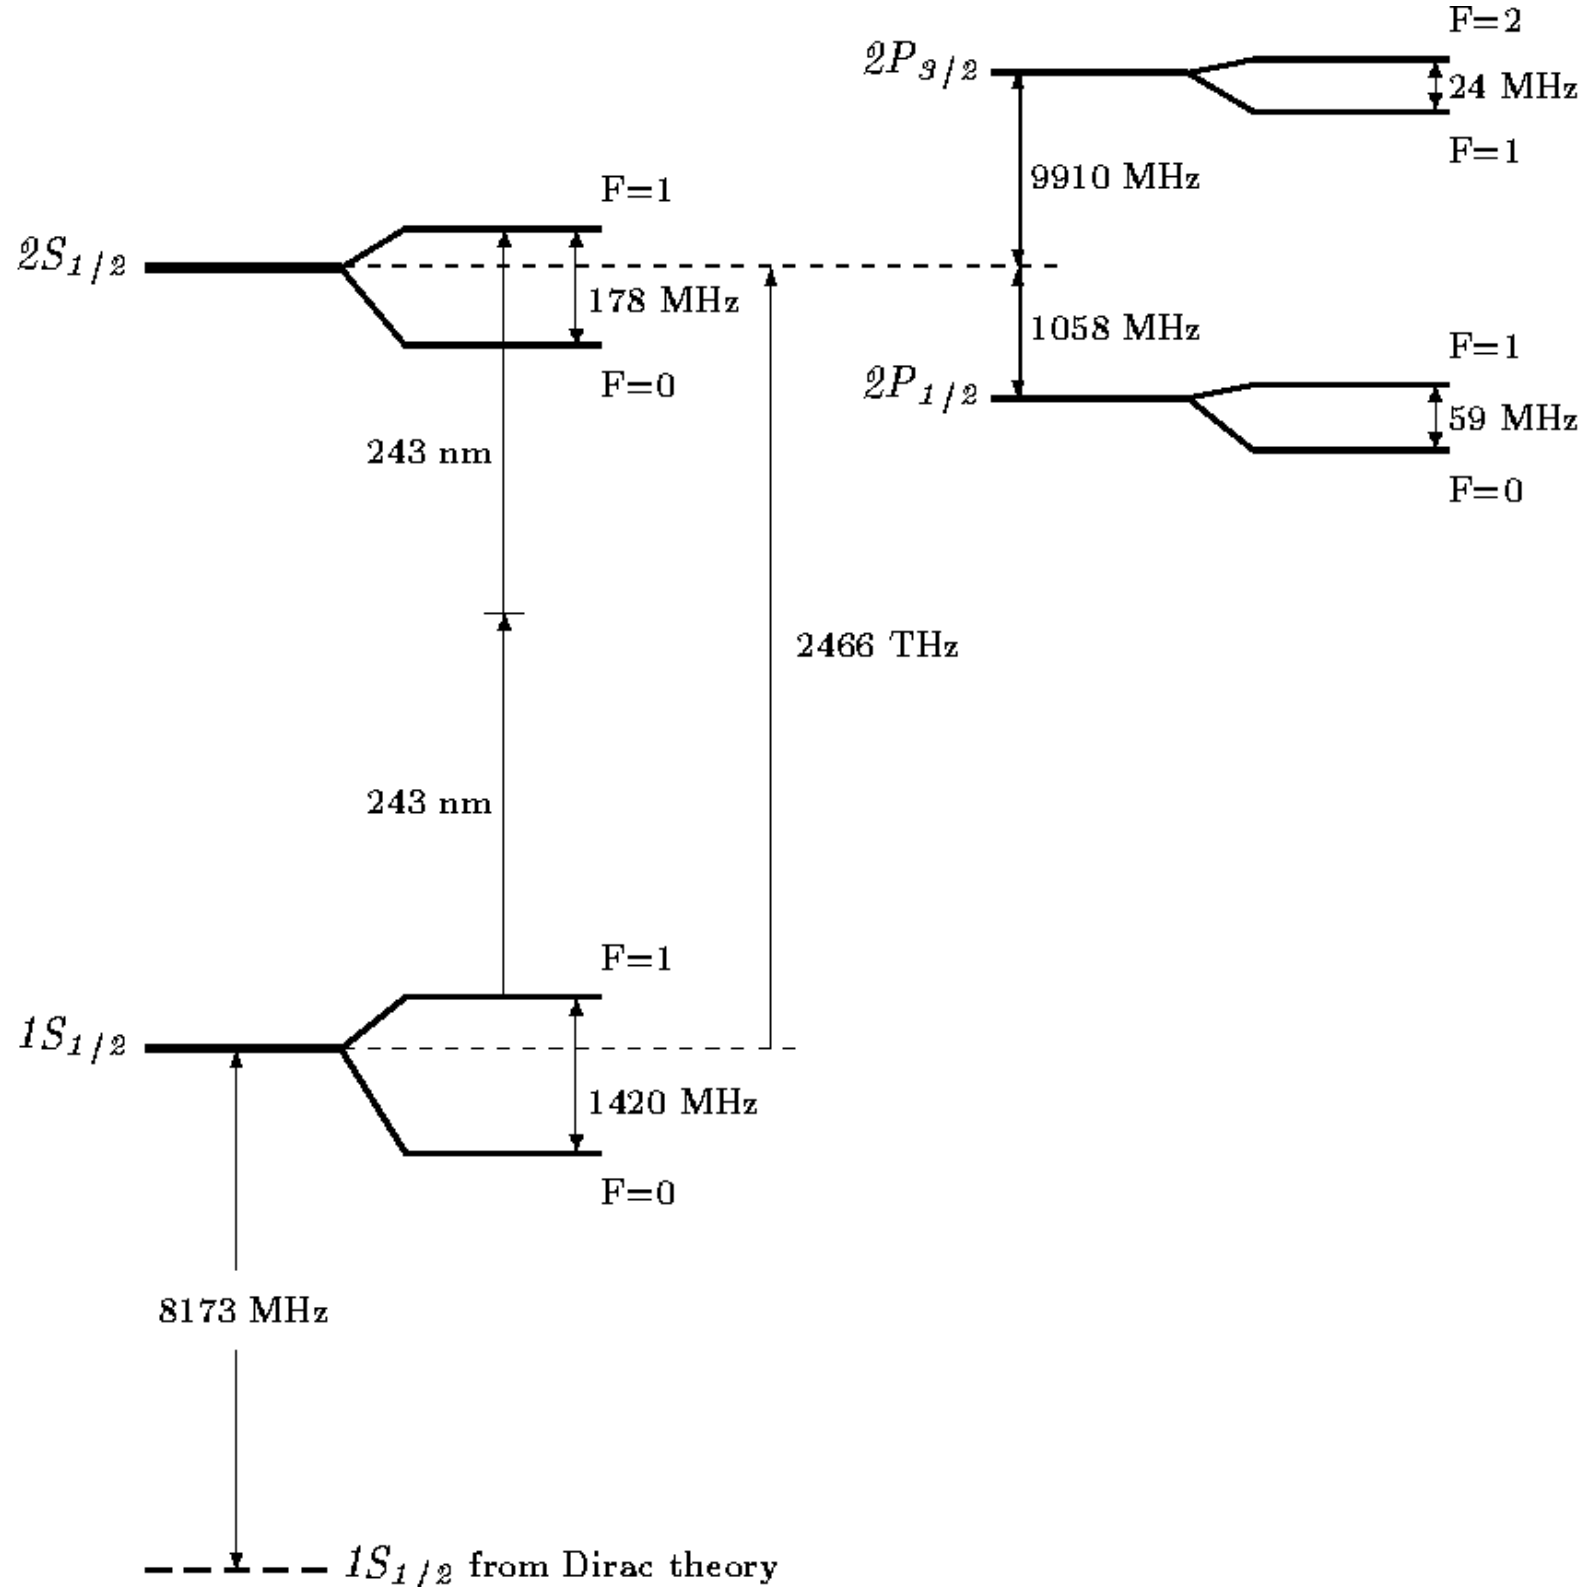 F=2
2P3/2
24 MHz
F=1
9910 MHz
F=1
2S1/2
178 MHz
1058 MHz
F=1
F=0
2P1/2
59 MHz
243 nm
F=0
2466 THz
243 nm
F=1
1S1/2
1420 MHz
F=0
8173 MHz
1S1/2 from Dirac theory